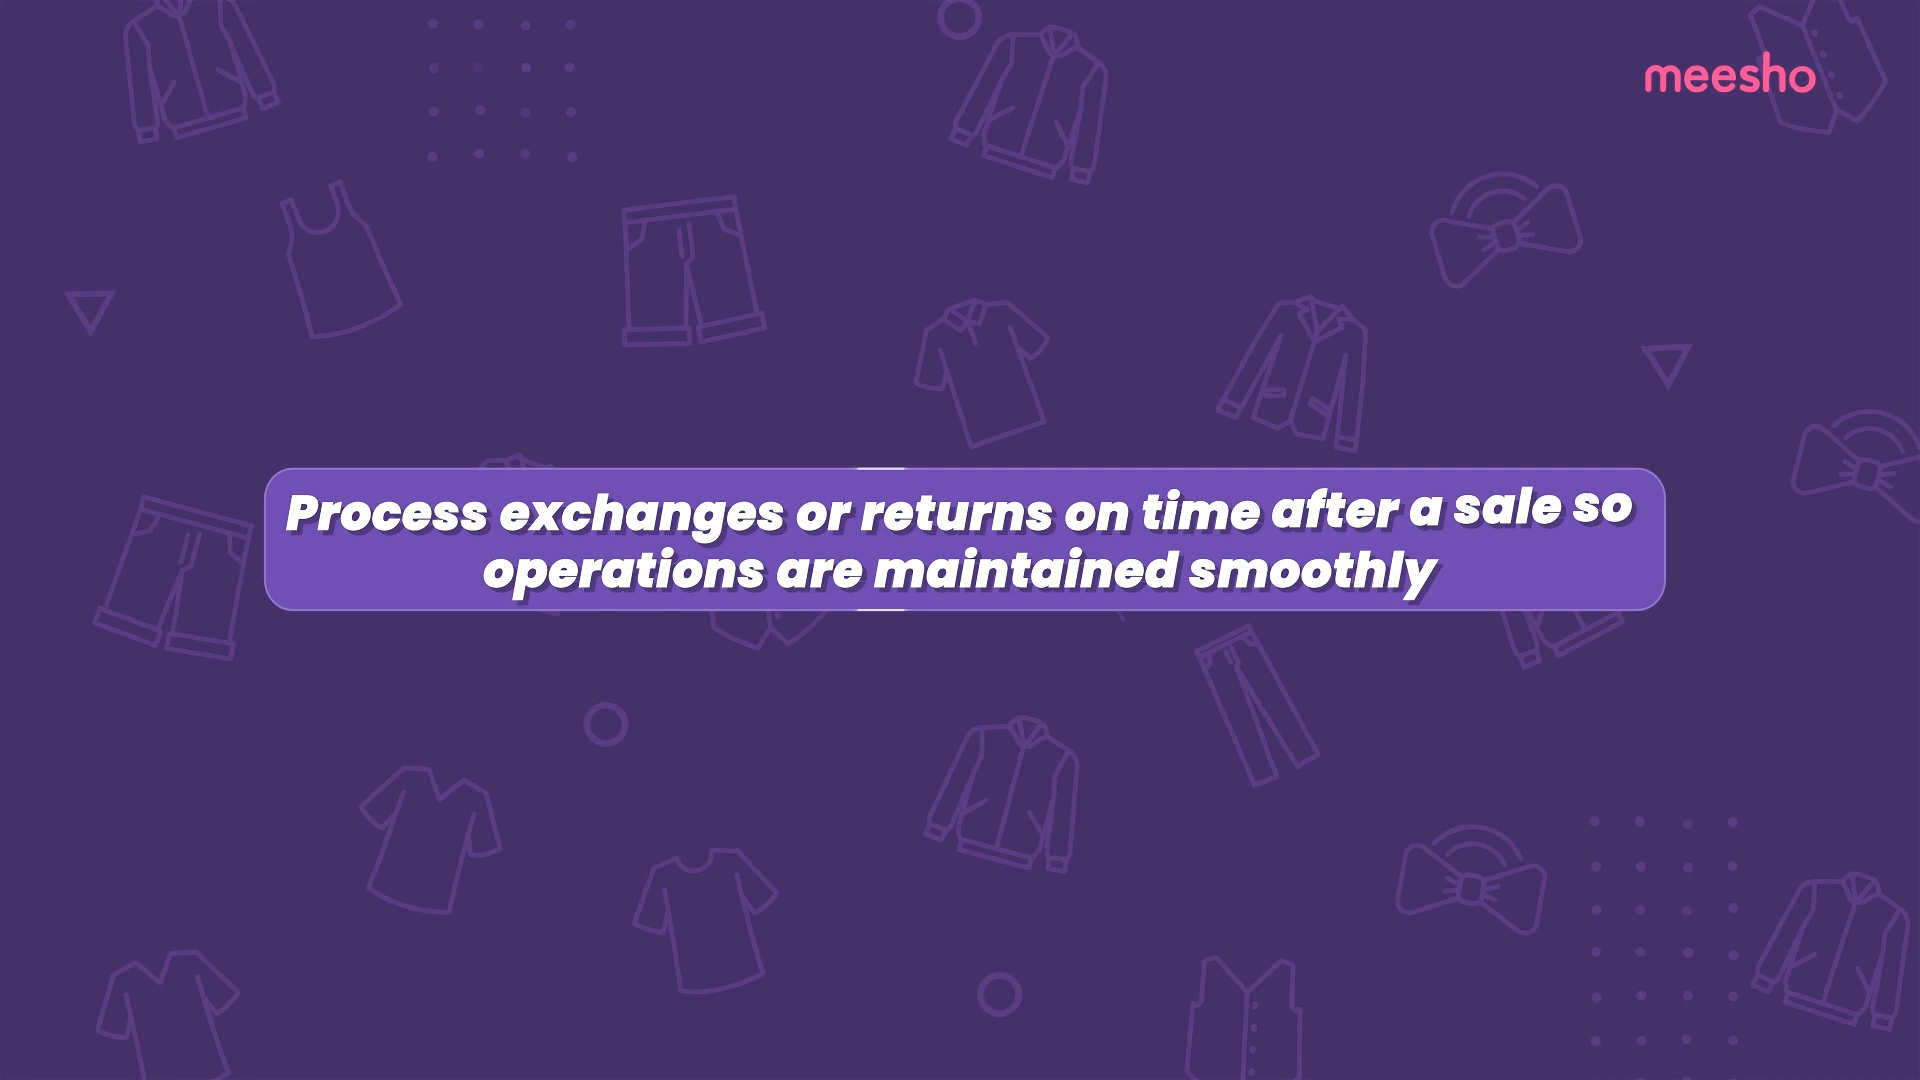 meesho
Process exchanges or returns on time after a sale so
operations are maintained smoothly